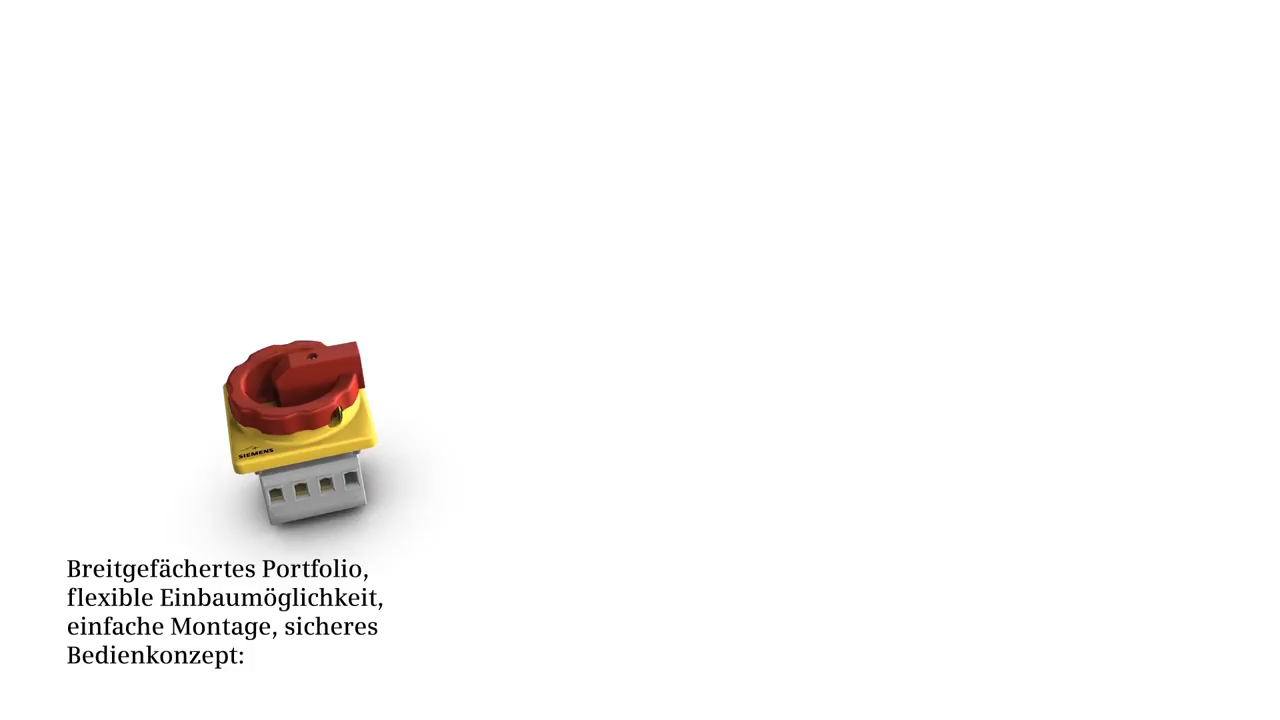 SIEMENS
Breitgefächertes Portfolio,
flexible Einbaumöglichkeit,
einfache Montage, sicheres
Bedienkonzept: